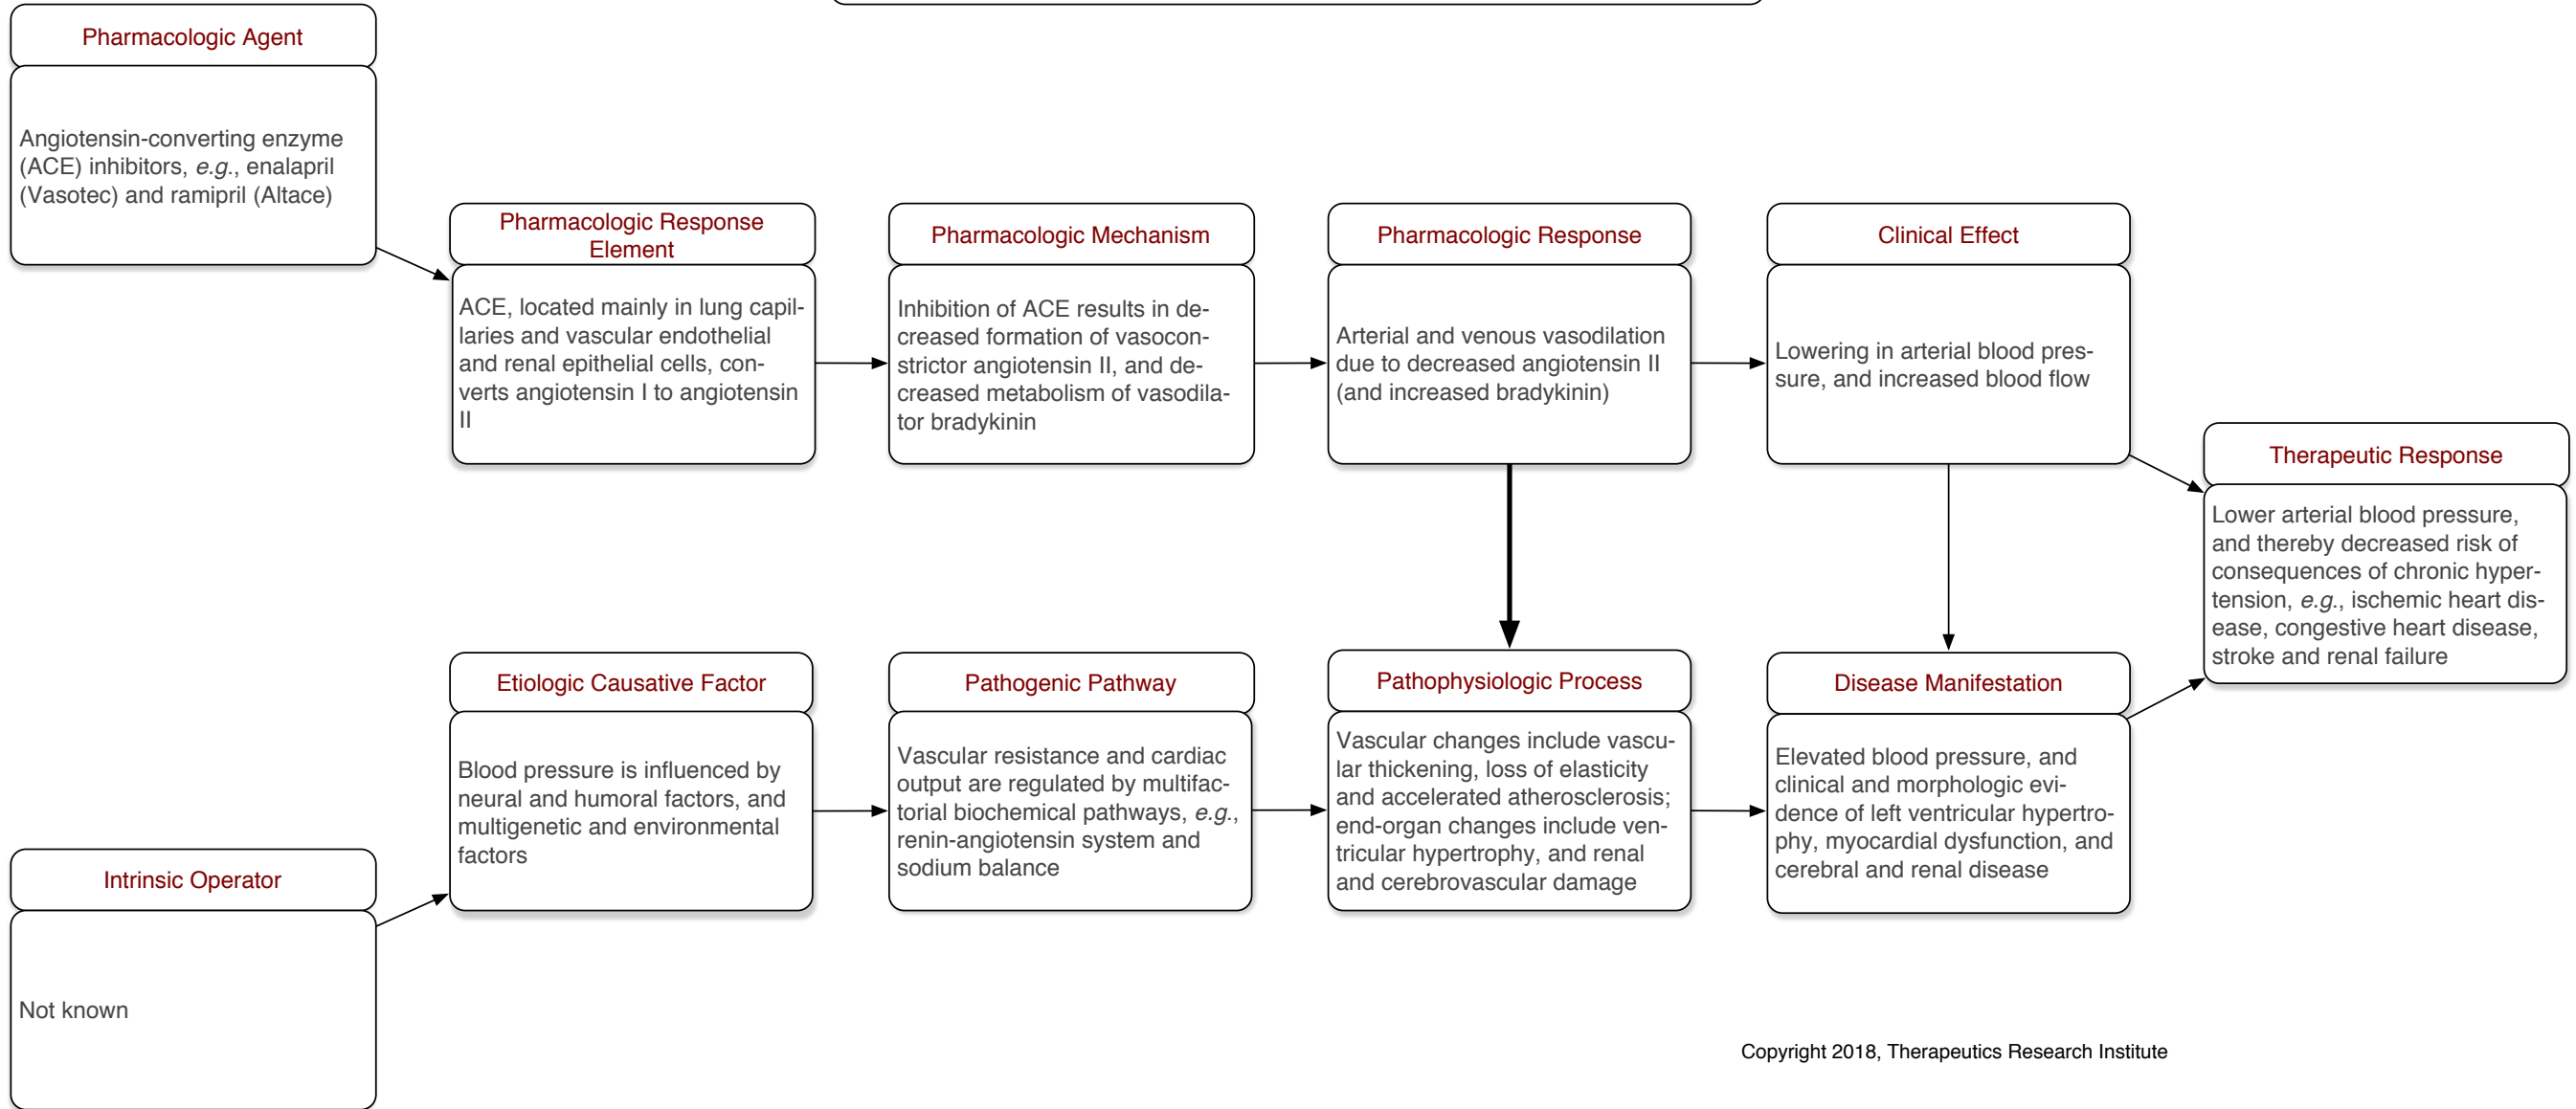 Pharmacologic Agent
Angiotensin-converting enzyme
(ACE) inhibitors, e.g., enalapril
(Vasotec) and ramipril (Altace)
Pharmacologic Response
Element
ACE, located mainly in lung capil-
laries and vascular endothelial
and renal epithelial cells, con-
verts angiotensin I to angiotensin
II
Pharmacologic Mechanism
Inhibition of ACE results in de-
creased formation of vasocon-
strictor angiotensin II, and de-
creased metabolism of vasodila-
tor bradykinin
Pharmacologic Response
Arterial and venous vasodilation
due to decreased angiotensin II
(and increased bradykinin)
Clinical Effect
Lowering in arterial blood pres-
sure, and increased blood flow
Therapeutic Response
Lower arterial blood pressure,
and thereby decreased risk of
consequences of chronic hyper-
tension, e.g., ischemic heart dis-
ease, congestive heart disease,
stroke and renal failure
Intrinsic Operator
Not known
Etiologic Causative Factor
Blood pressure is influenced by
neural and humoral factors, and
multigenetic and environmental
factors
Pathogenic Pathway
Vascular resistance and cardiac
output are regulated by multifac-
torial biochemical pathways, e.g.,
renin-angiotensin system and
sodium balance
Pathophysiologic Process
Vascular changes include vascu-
lar thickening, loss of elasticity
and accelerated atherosclerosis;
end-organ changes include ven-
tricular hypertrophy, and renal
and cerebrovascular damage
Disease Manifestation
Elevated blood pressure, and
clinical and morphologic evi-
dence of left ventricular hypertro-
phy, myocardial dysfunction, and
cerebral and renal disease
Copyright 2018, Therapeutics Research Institute